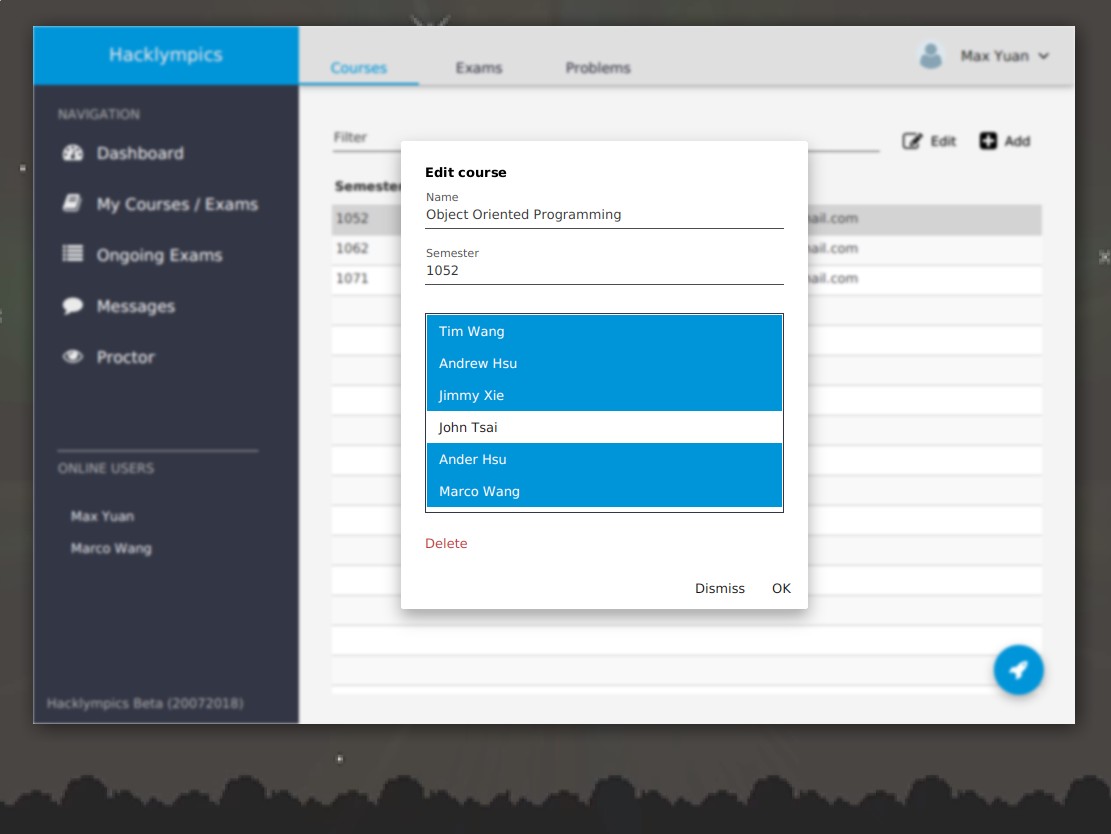 Hacklympics
Courses Exams Problems
Max Yuan
NAVIGATION
Dashboard
My Courses / Exams
Ongoing Exams
Messages
Proctor
ONLINE USERS
Max Yuan
Marco Wang
Hacklympics Beta (20072018)
Filter
Edit Add
Semester
1052 ail.com
1062 ail.com
1071 ail.com
Edit course
Name
Object Oriented Programming
Semester
1052
Tim Wang
Andrew Hsu
Jimmy Xie
John Tsai
Ander Hsu
Marco Wang
Delete
Dismiss OK